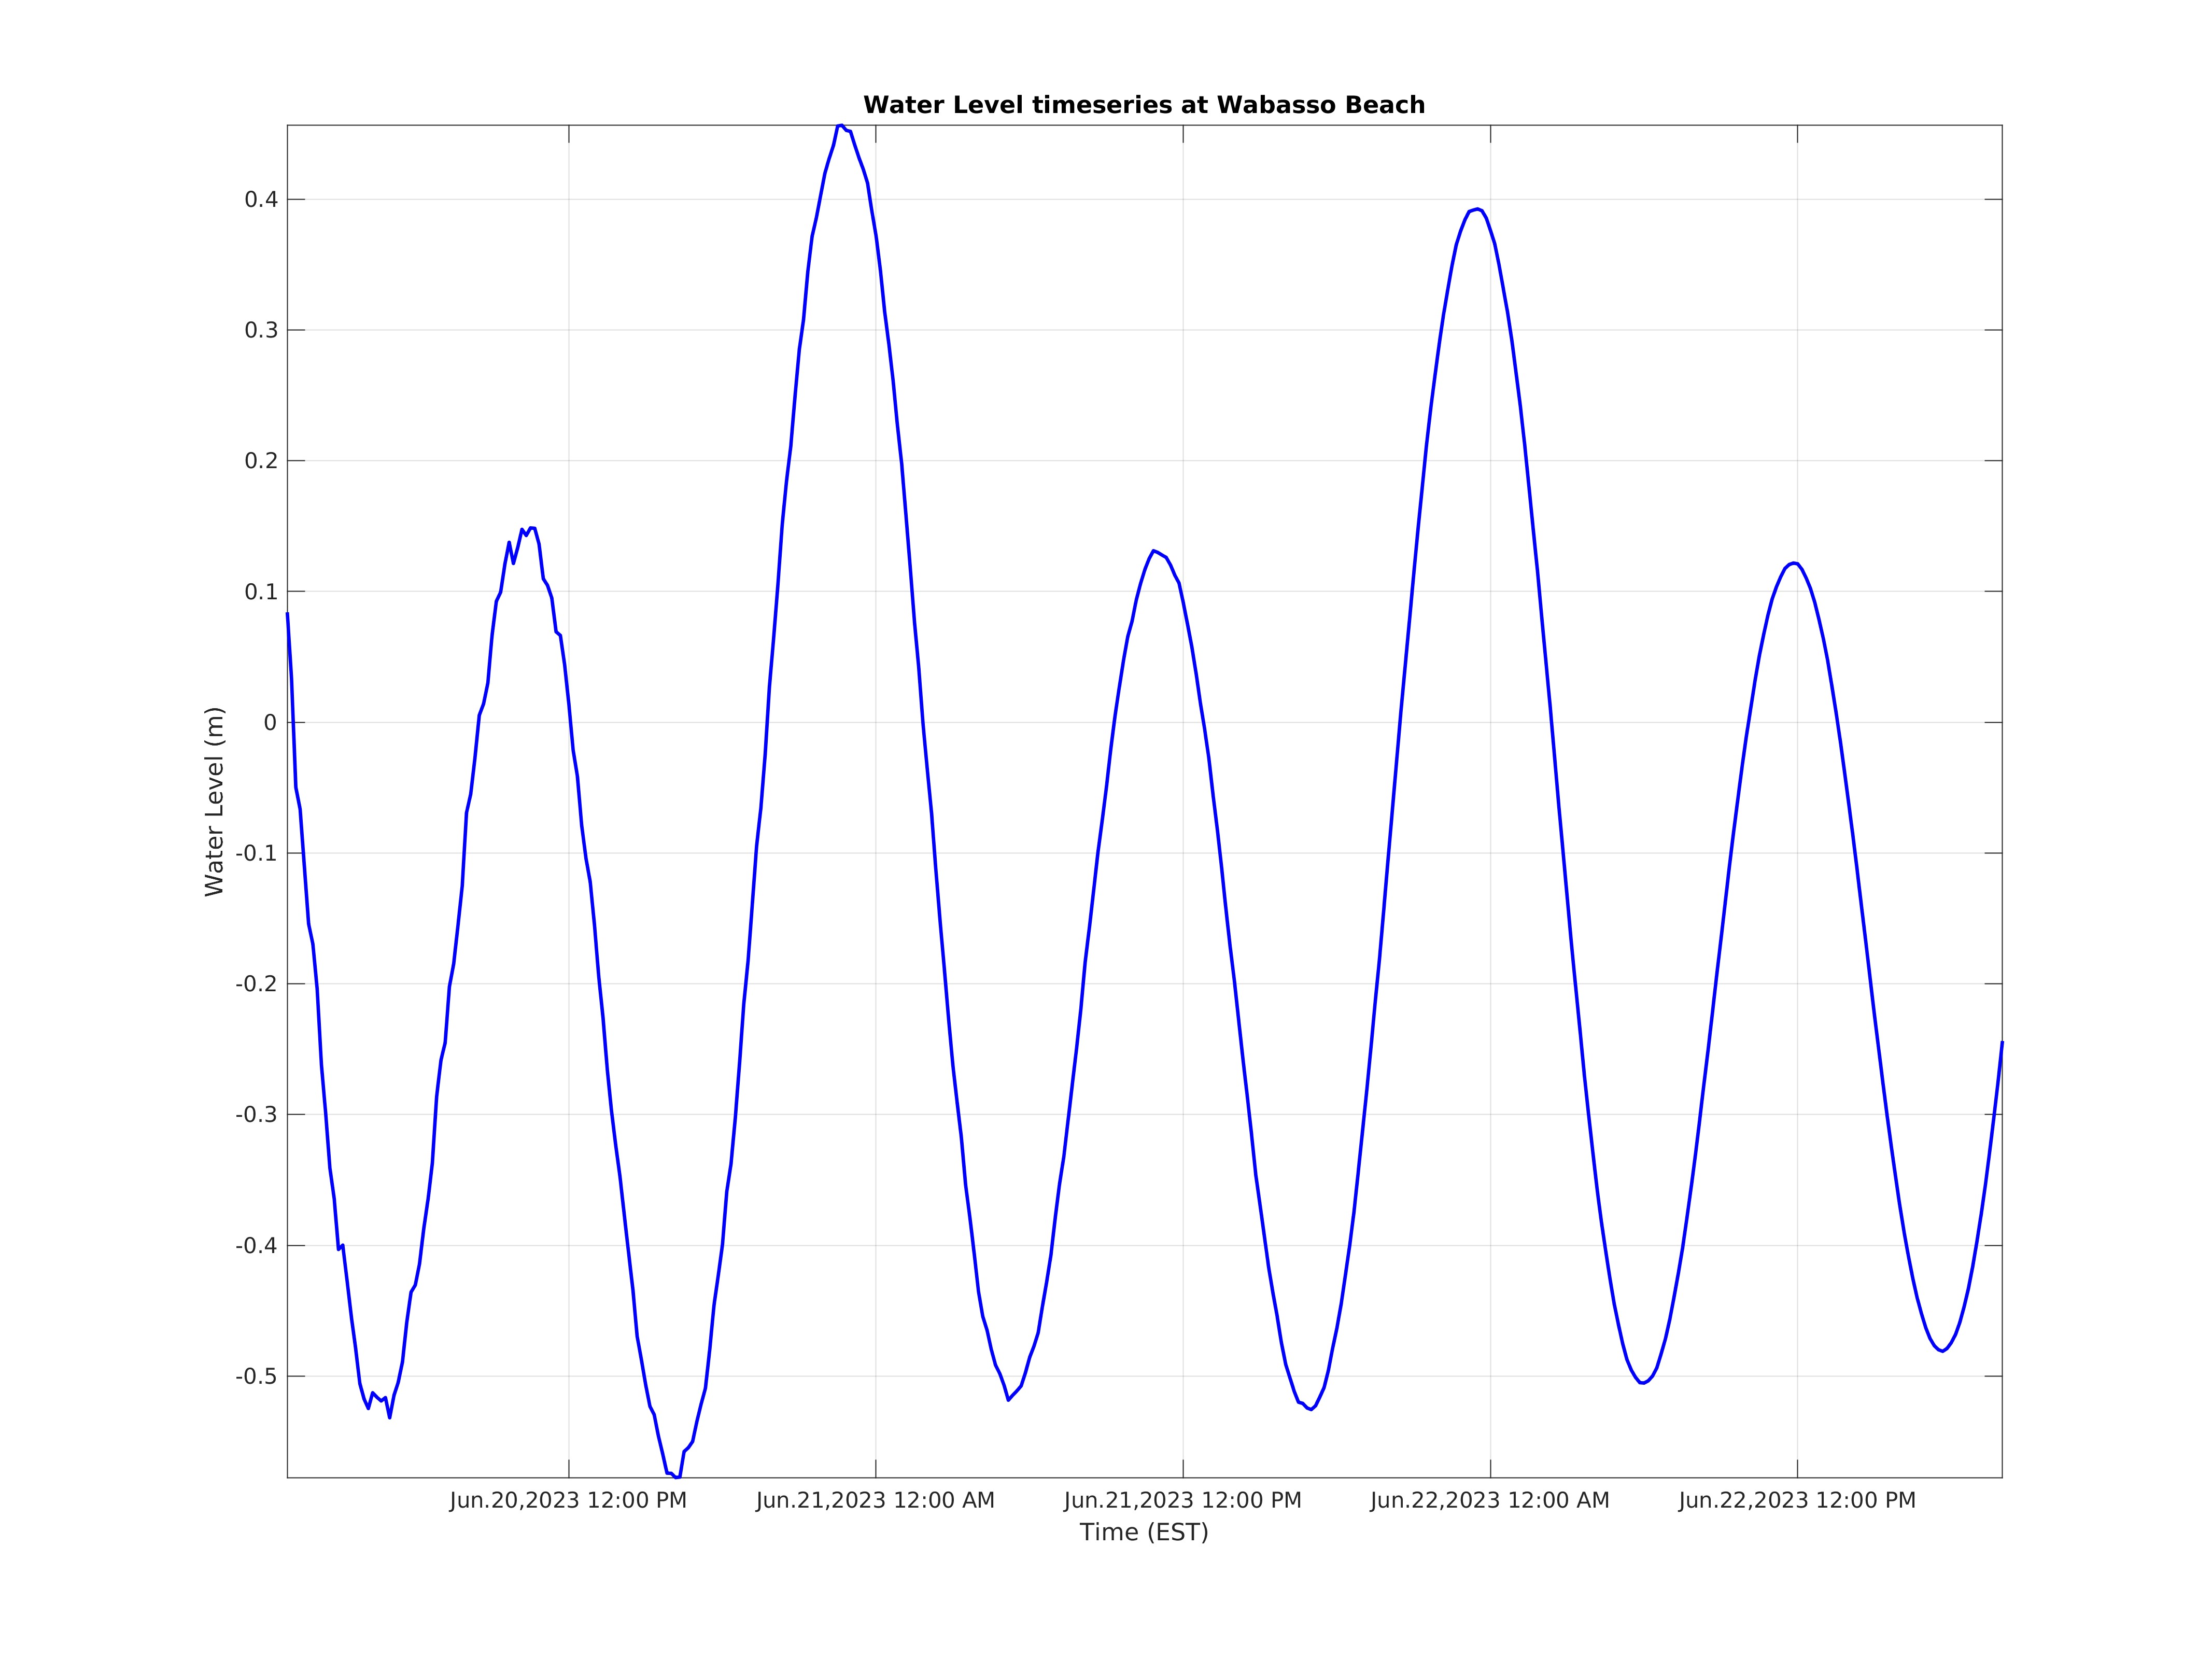 Water Level timeseries at Wabasso Beach
0.4
0.3
0.2
0.1
0
-0.1
-0.2
-0.3
-0.4
-0.5
Water Level (m)
Jun.20,2023 12:00 PM
Jun.21,2023 12:00 AM
Jun.21,2023 12:00 PM
Jun.22,2023 12:00 AM
Jun.22,2023 12:00 PM
Time (EST)